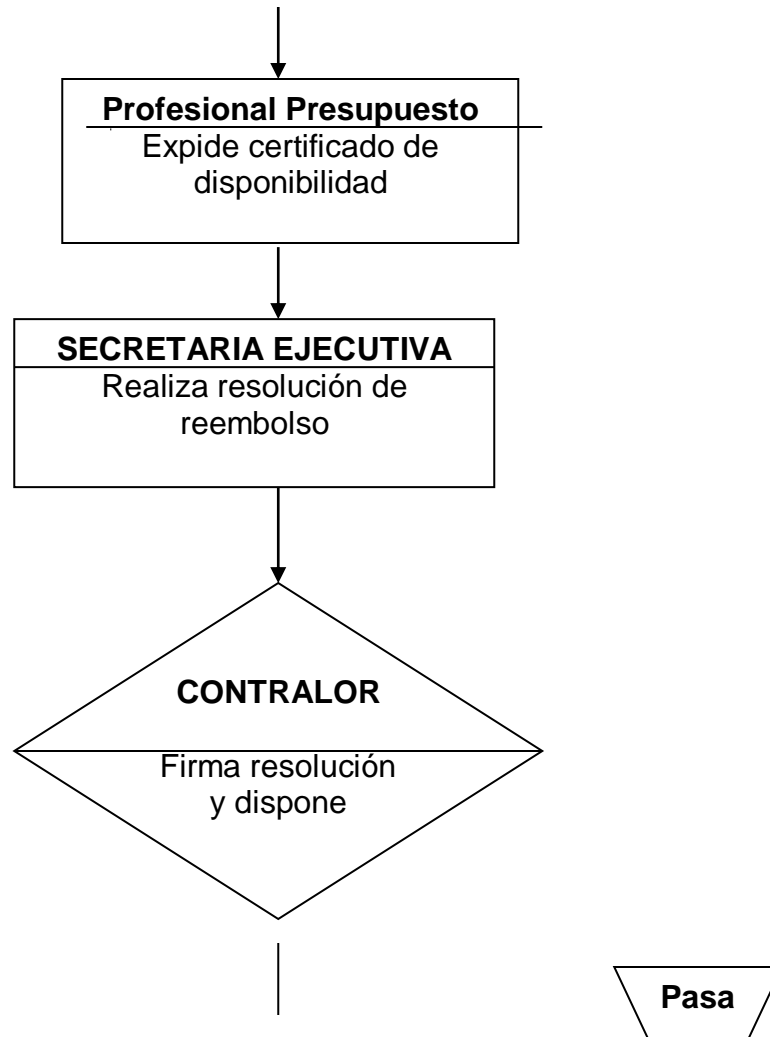 Profesional Presupuesto
Expide certificado de
disponibilidad
SECRETARIA EJECUTIVA
Realiza resolución de
reembolso
CONTRALOR
Firma resolución
y dispone
Pasa